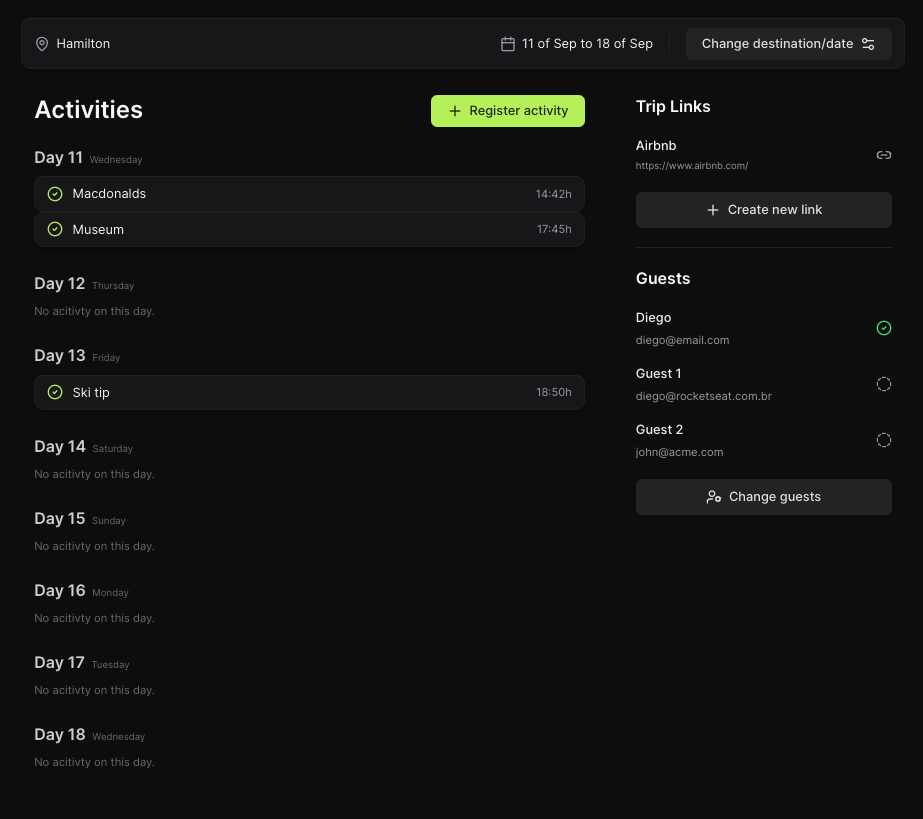 Hamilton
11 of Sep to 18 of Sep
Change destination/date
Activities
Register activity
Day 11 Wednesday
Macdonalds 14:42h
Museum 17:45h
Day 12 Thursday
No acitivty on this day.
Day 13 Friday
Ski tip 18:50h
Day 14 Saturday
No acitivty on this day.
Day 15 Sunday
No acitivty on this day.
Day 16 Monday
No acitivty on this day.
Day 17 Tuesday
No acitivty on this day.
Day 18 Wednesday
No acitivty on this day.
Trip Links
Airbnb
https://www.airbnb.com/
Create new link
Guests
Diego
diego@email.com
Guest 1
diego@rocketseat.com.br
Guest 2
john@acme.com
Change guests